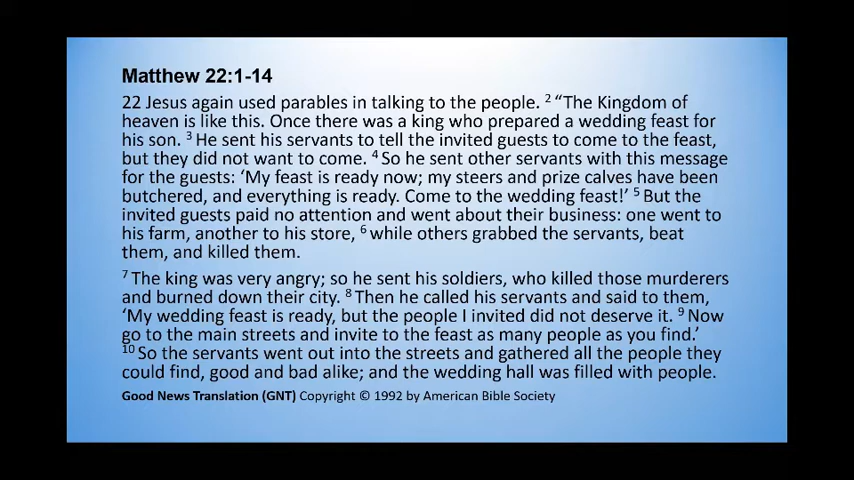 Matthew 22:1-14
22 Jesus again used parables in talking to the people. 2 “The Kingdom of
heaven is like this. Once there was a king who prepared a wedding feast for
his son. 3 He sent his servants to tell the invited guests to come to the feast,
but they did not want to come. 4 So he sent other servants with this message
for the guests: ‘My feast is ready now; my steers and prize calves have been
butchered, and everything is ready. Come to the wedding feast!’ 5 But the
invited guests paid no attention and went about their business: one went to
his farm, another to his store, 6 while others grabbed the servants, beat
them, and killed them.
7 The king was very angry; so he sent his soldiers, who killed those murderers
and burned down their city. 8 Then he called his servants and said to them,
‘My wedding feast is ready, but the people I invited did not deserve it. 9 Now
go to the main streets and invite to the feast as many people as you find.’
10 So the servants went out into the streets and gathered all the people they
could find, good and bad alike; and the wedding hall was filled with people.
Good News Translation (GNT) Copyright © 1992 by American Bible Society